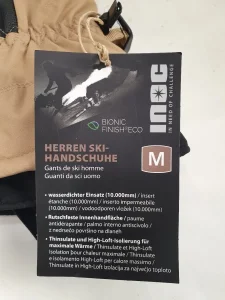 BIONIC
FINISH®ECO
INOC
IN NEED OF CHALLENGE
HERREN SKI-
HANDSCHUHE
Gants de ski homme
Guanti da sci uomo
M
• wasserdichter Einsatz (10.000mm) / insert
étanche (10.000mm) / inserto impermeabile
(10.000mm) / vodoodporen vložek (10.000mm)
• Rutschfeste Innenhandfläche / paume
antidérapante / palmo interno antiscivolo /
z nedrsečo površino na dlaneh
• Thinsulate und High-Loft-Isolierung für
maximale Wärme / Thinsulate et High-Loft
isolation pour chaleur maximale / Thinsulate
e isolamento High-Loft per calore massimo /
Thinsulate in High-Loft izolacija za največjo toploto